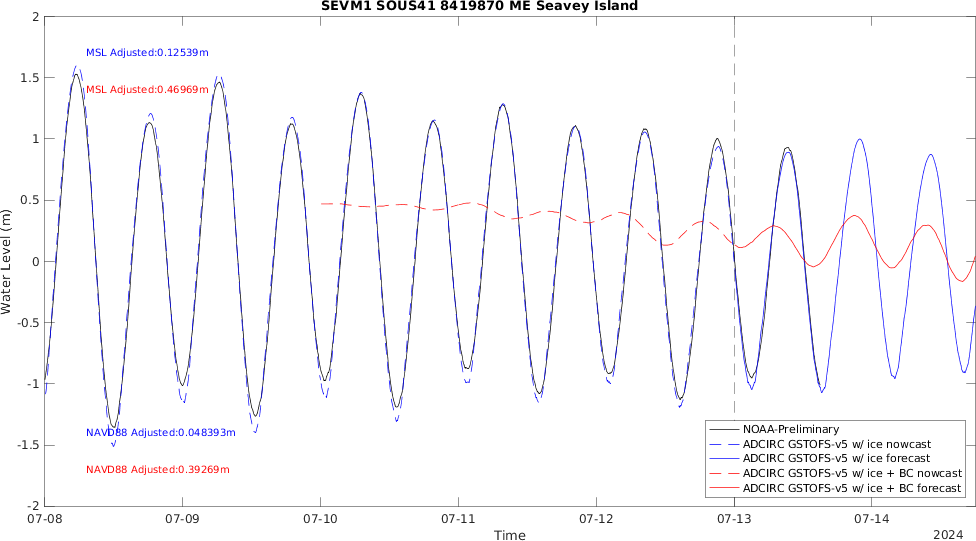 SEVM1 SOUS41 8419870 ME Seavey Island
2
1.5
1
0.5
0
-0.5
-1
-1.5
-2
Water Level (m)
MSL Adjusted:0.12539m
MSL Adjusted:0.46969m
NAVD88 Adjusted:0.048393m
NAVD88 Adjusted:0.39269m
NOAA-Preliminary
ADCIRC GSTOFS-v5 w/ ice nowcast
ADCIRC GSTOFS-v5 w/ ice forecast
ADCIRC GSTOFS-v5 w/ ice + BC nowcast
ADCIRC GSTOFS-v5 w/ ice + BC forecast
07-08 07-09 07-10 07-11 07-12 07-13 07-14
Time
2024